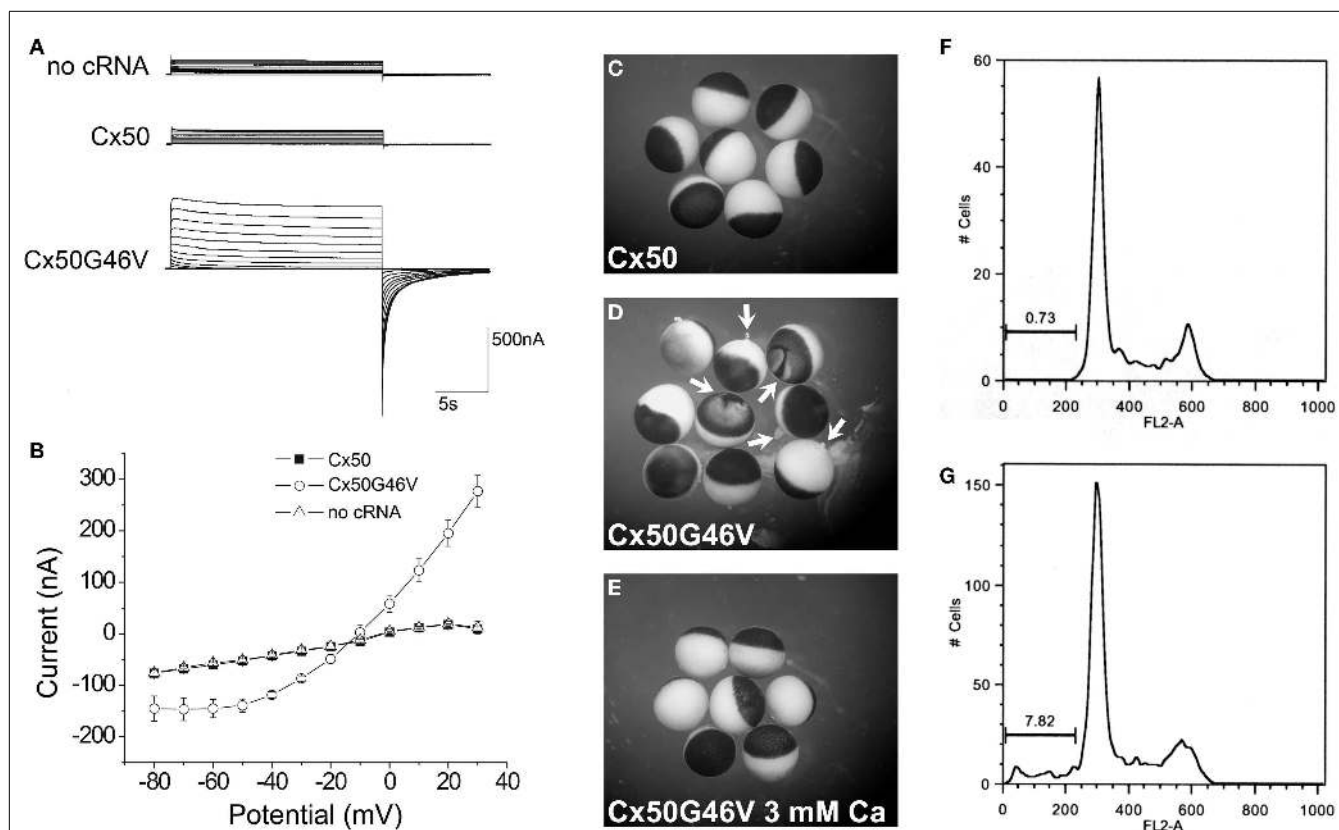 A
no cRNA
Cx50
Cx50G46V
500nA
5s
B
Cx50
Cx50G46V
no cRNA
Current (nA)
300
200
100
0
-100
-200
-80
-60
-40
-20
0
20
40
Potential (mV)
C
Cx50
D
Cx50G46V
E
Cx50G46V 3 mM Ca
F
# Cells
60
40
20
0
0.73
0
200
400
600
800
1000
FL2-A
G
# Cells
150
100
50
0
7.82
0
200
400
600
800
1000
FL2-A